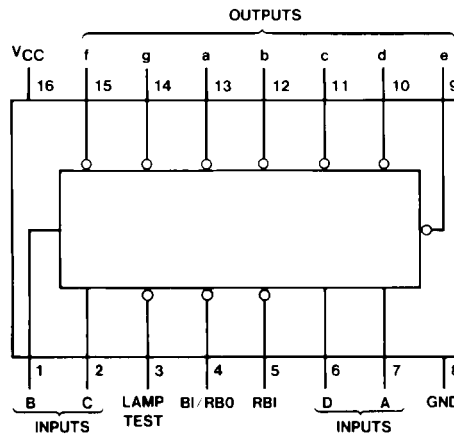 OUTPUTS
VCC f g a b c d e
16 15 14 13 12 11 10 9
1 2 3 4 5 6 7 8
B C LAMP TEST BI/RBO RBI D A GND
INPUTS INPUTS